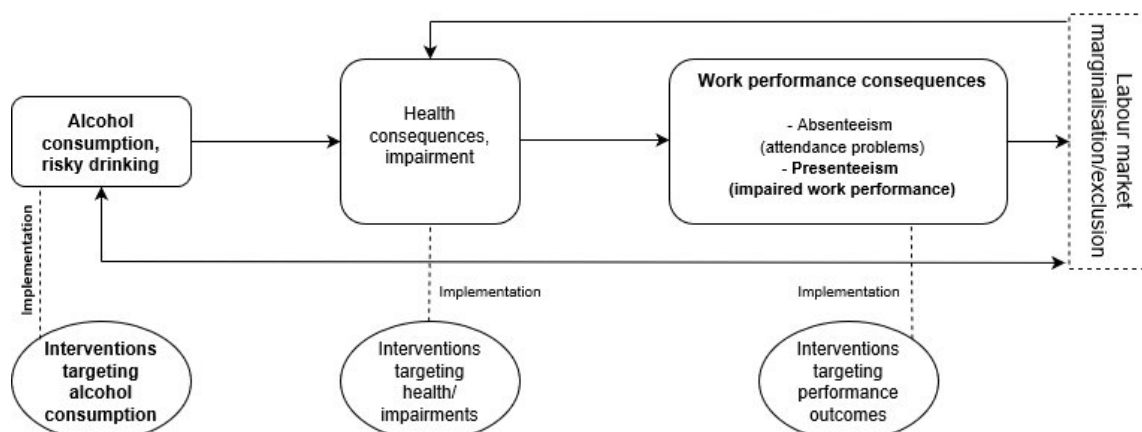 Alcohol
consumption,
risky drinking
Health
consequences,
impairment
Work performance consequences
- Absenteeism
(attendance problems)
- Presenteeism
(impaired work performance)
Labour market
marginalisation/exclusion
Implementation
Implementation
Implementation
Interventions
targeting
alcohol
consumption
Interventions
targeting
health/
impairments
Interventions
targeting
performance
outcomes